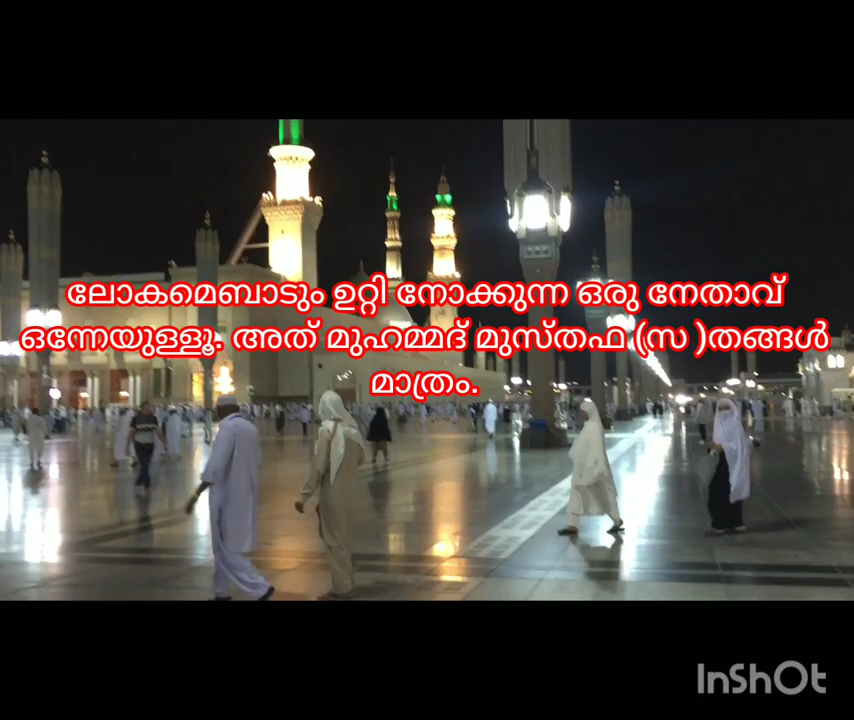 ലോകമെബാടും ഉറ്റി നോക്കുന്ന ഒരു നേതാവ്
ഒന്നേയുള്ളൂ. അത് മുഹമ്മദ് മുസ്തഫ (സ )തങ്ങൾ
മാത്രം.
InShOt